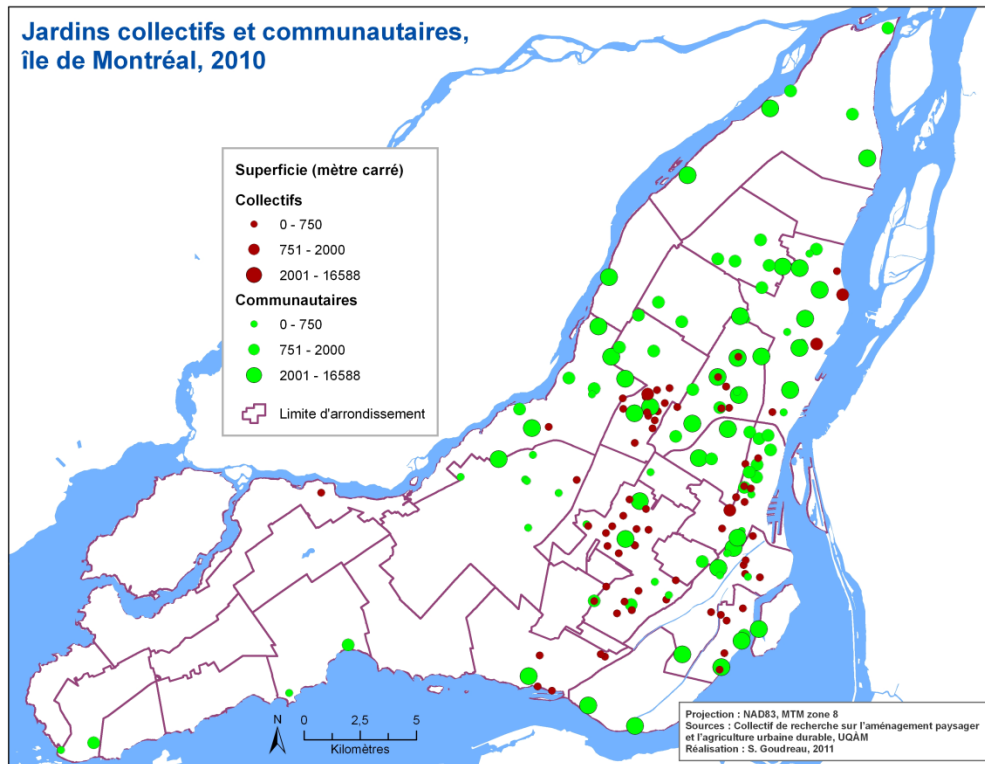 Jardins collectifs et communautaires,
île de Montréal, 2010
Superficie (mètre carré)
Collectifs
0 - 750
751 - 2000
2001 - 16588
Communautaires
0 - 750
751 - 2000
2001 - 16588
Limite d'arrondissement
N
0 2,5 5
Kilomètres
Projection : NAD83, MTM zone 8
Sources : Collectif de recherche sur l'aménagement paysager
et l'agriculture urbaine durable, UQÀM
Réalisation : S. Goudreau, 2011